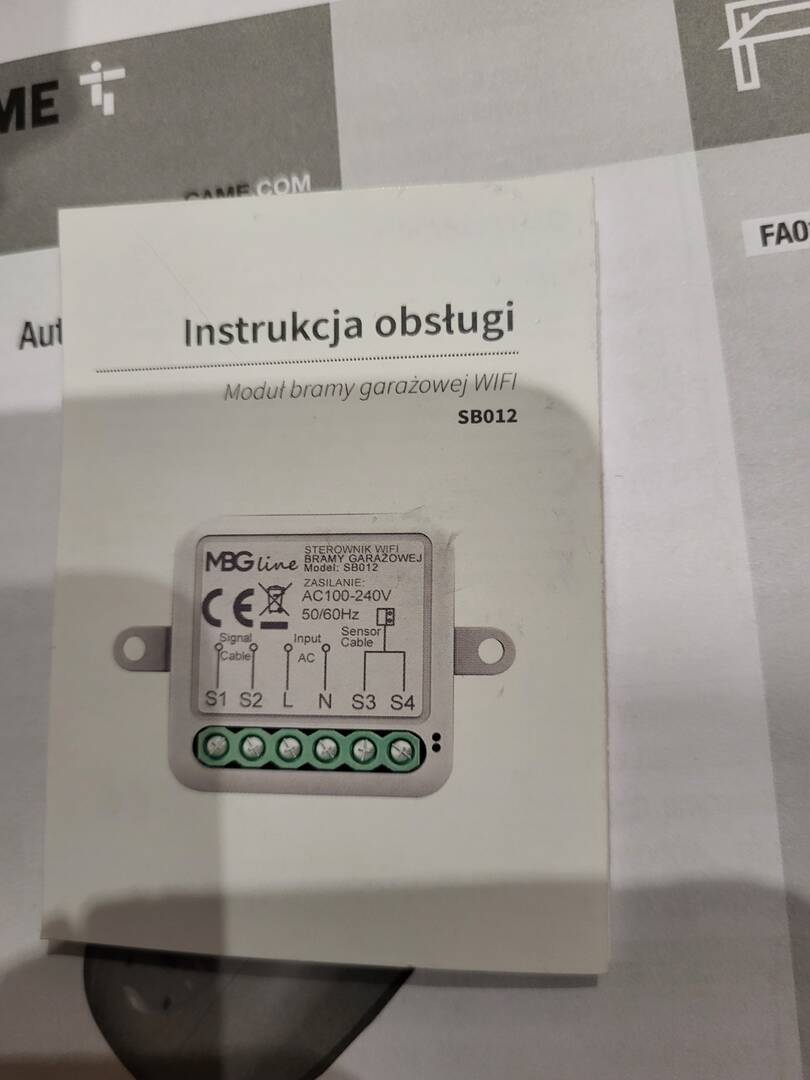 ME
CAME.COM
FA0
Aut
Instrukcja obsługi
Moduł bramy garażowej WIFI
SB012
MBG line
STEROWNIK WIFI
BRAMY GARAŻOWEJ
Model: SB012
ZASILANIE:
AC100-240V
50/60Hz
CE
Signal
Cable
Input
AC
Sensor
Cable
S1 S2 L N S3 S4